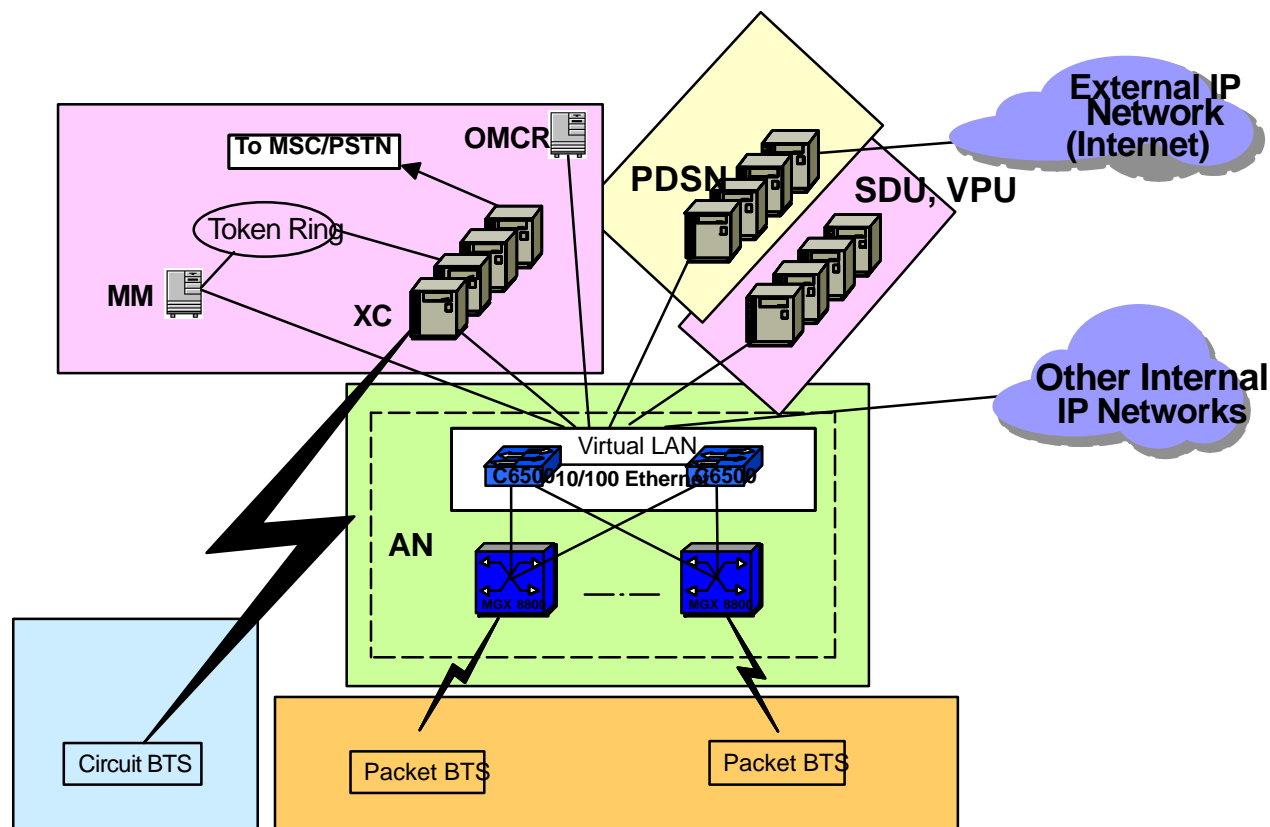 External IP
Network
(Internet)
OMCR
To MSC/PSTN
PDSN
SDU, VPU
Token Ring
MM
XC
Other Internal
IP Networks
Virtual LAN
C6500
10/100 Ethernet
C6500
AN
MGX 8800
MGX 8800
Circuit BTS
Packet BTS
Packet BTS